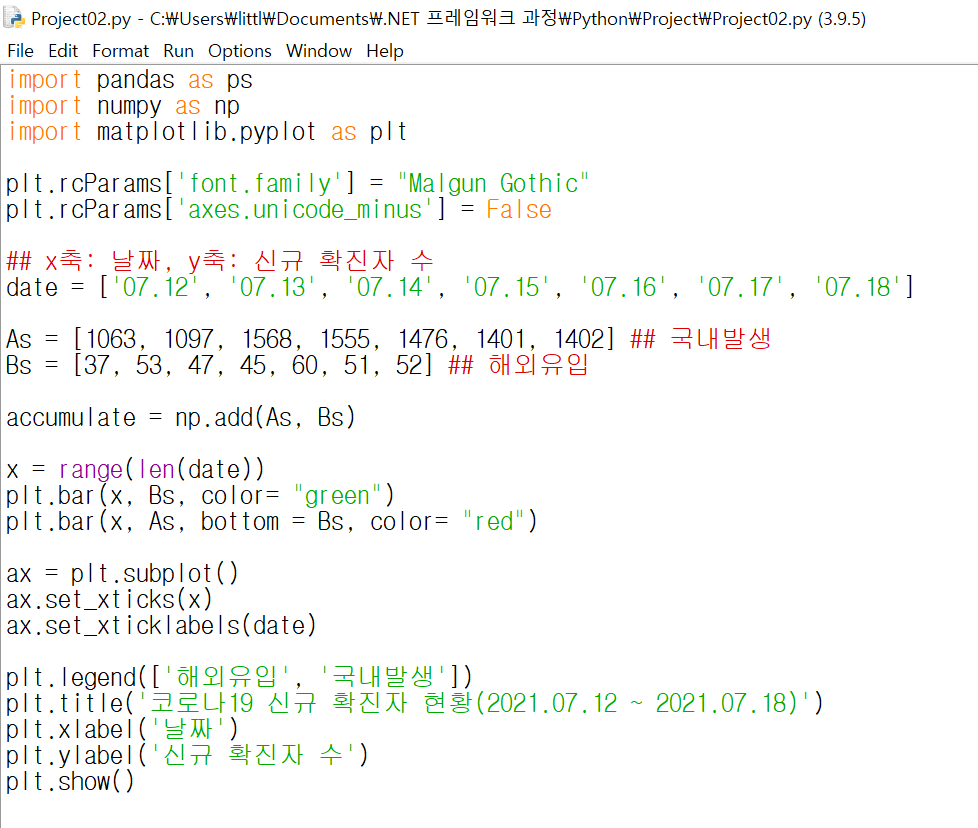 Project02.py - C:\Users\littl\Documents\.NET 프레임워크 과정\Python\Project\Project02.py (3.9.5)
File Edit Format Run Options Window Help
import pandas as ps
import numpy as np
import matplotlib.pyplot as plt
plt.rcParams['font.family'] = "Malgun Gothic"
plt.rcParams['axes.unicode_minus'] = False
## x축: 날짜, y축: 신규 확진자 수
date = ['07.12', '07.13', '07.14', '07.15', '07.16', '07.17', '07.18']
As = [1063, 1097, 1568, 1555, 1476, 1401, 1402] ## 국내발생
Bs = [37, 53, 47, 45, 60, 51, 52] ## 해외유입
accumulate = np.add(As, Bs)
x = range(len(date))
plt.bar(x, Bs, color= "green")
plt.bar(x, As, bottom = Bs, color= "red")
ax = plt.subplot()
ax.set_xticks(x)
ax.set_xticklabels(date)
plt.legend(['해외유입', '국내발생'])
plt.title('코로나19 신규 확진자 현황(2021.07.12 ~ 2021.07.18)')
plt.xlabel('날짜')
plt.ylabel('신규 확진자 수')
plt.show()